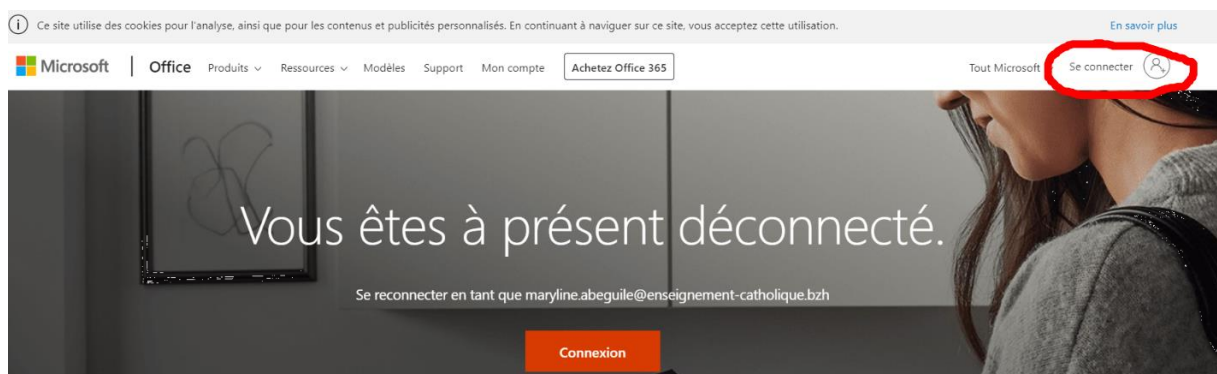 Ce site utilise des cookies pour l'analyse, ainsi que pour les contenus et publicités personnalisés. En continuant à naviguer sur ce site, vous acceptez cette utilisation. En savoir plus
Microsoft Office Produits Ressources Modèles Support Mon compte Achetez Office 365 Tout Microsoft Se connecter
Vous êtes à présent déconnecté.
Se reconnecter en tant que maryline.abeguile@enseignement-catholique.bzh
Connexion